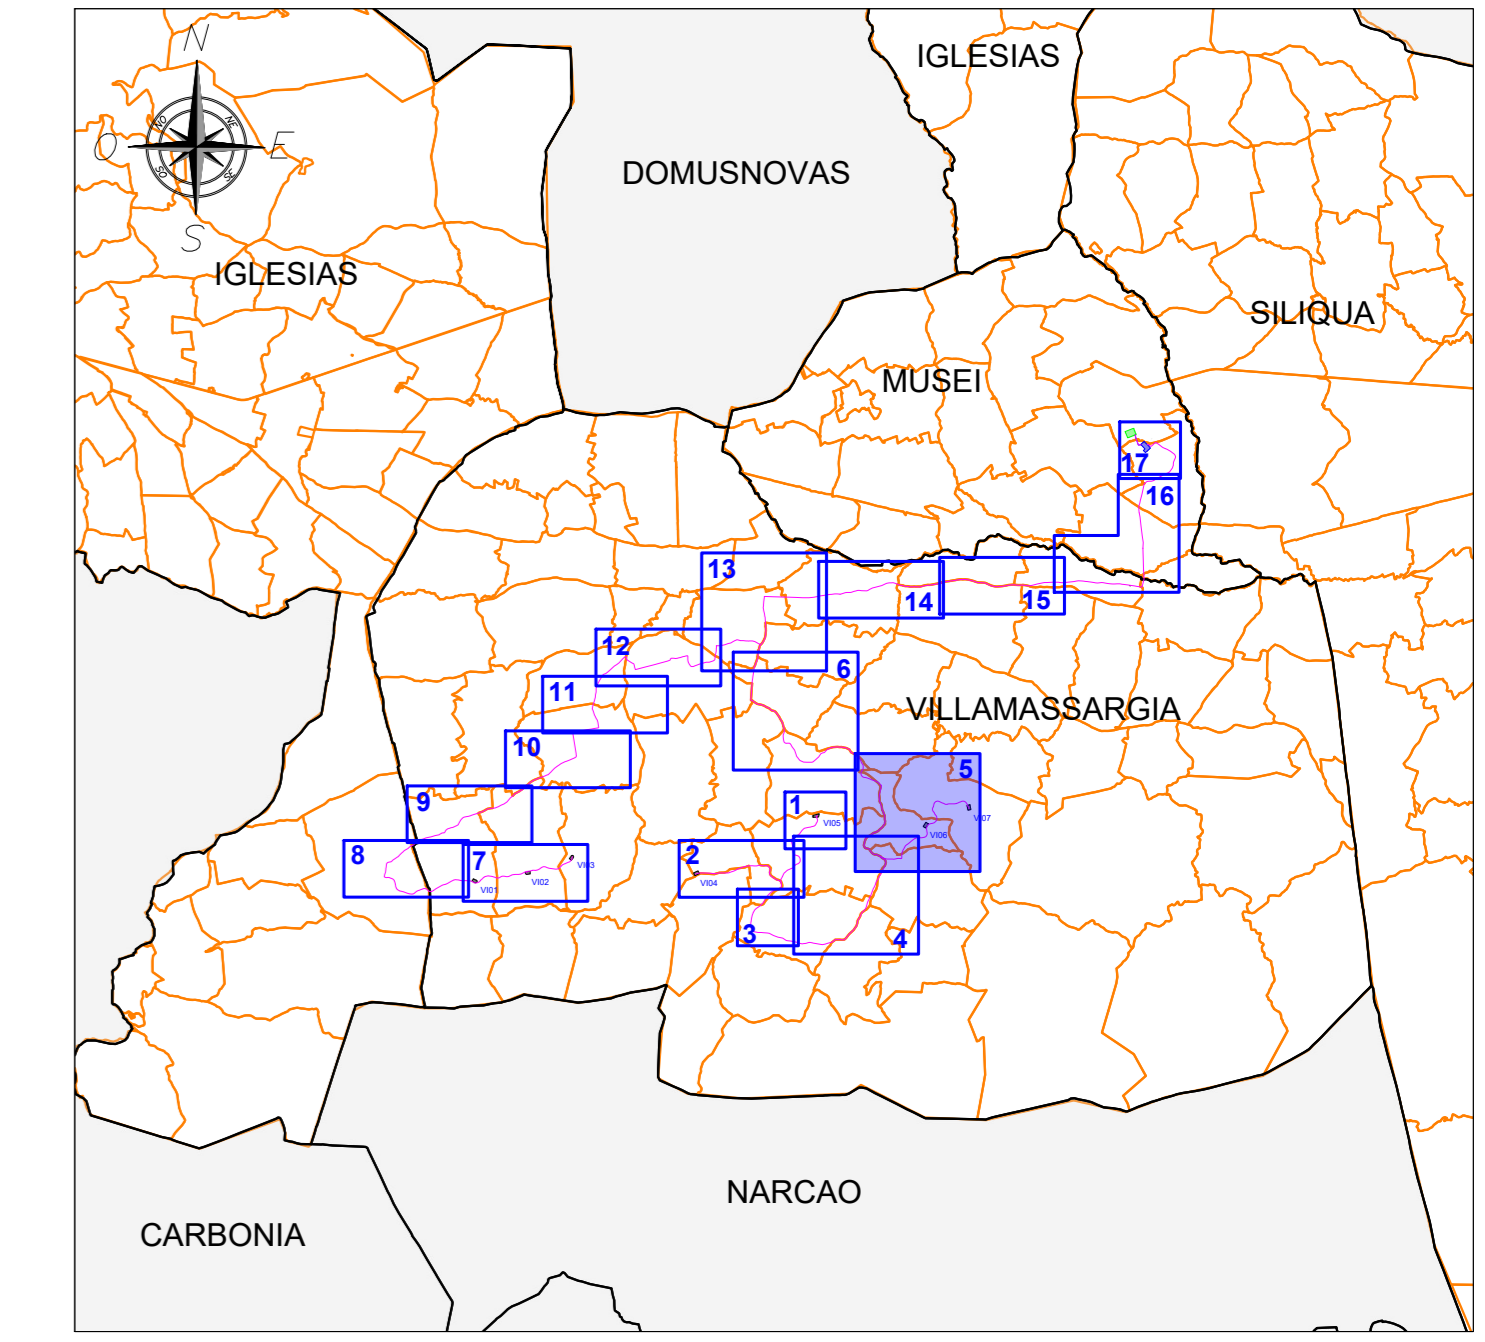 N
IGLESIAS
NO
NE
O
E
DOMUSNOVAS
SO
SE
S
IGLESIAS
SILIQUA
MUSEI
17
16
13
14
15
12
6
11
VILLAMASSARGIA
10
5
9
1
VI05
VI07
VI06
8
7
VI03
2
VI01
VI02
VI04
3
4
NARCAO
CARBONIA